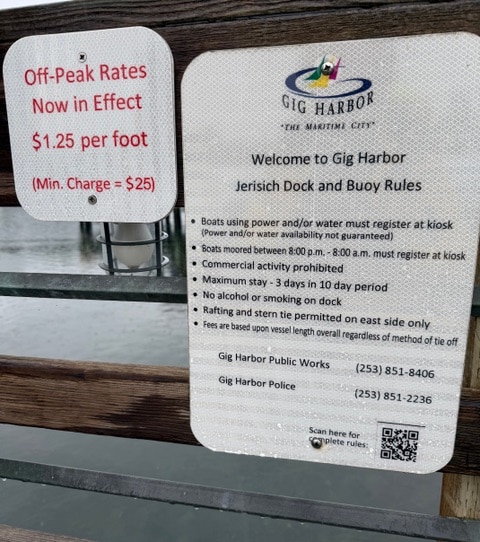 Off-Peak Rates
Now in Effect
$1.25 per foot
(Min. Charge = $25)
GIG HARBOR
"THE MARITIME CITY"
Welcome to Gig Harbor
Jerisich Dock and Buoy Rules
• Boats using power and/or water must register at kiosk
(Power and/or water availability not guaranteed)
• Boats moored between 8:00 p.m. - 8:00 a.m. must register at kiosk
• Commercial activity prohibited
• Maximum stay - 3 days in 10 day period
• No alcohol or smoking on dock
• Rafting and stern tie permitted on east side only
• Fees are based upon vessel length overall regardless of method of tie off
Gig Harbor Public Works (253) 851-8406
Gig Harbor Police (253) 851-2236
Scan here for
complete rules: